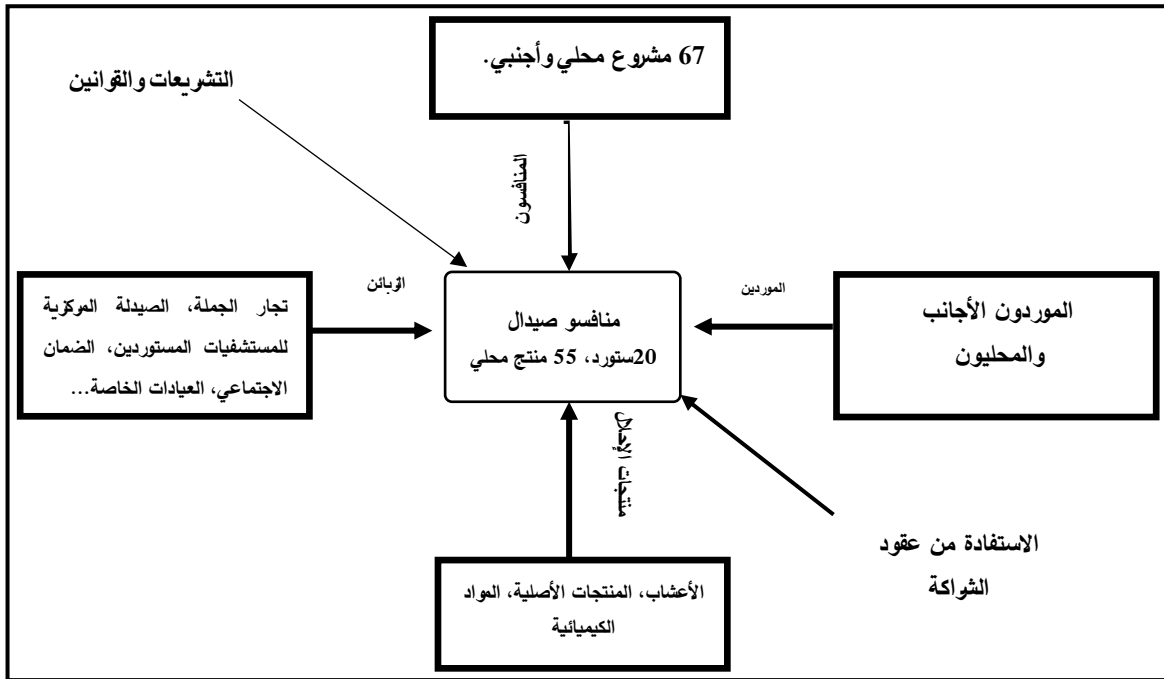 67 مشروع محلي وأجنبي.
التشريعات والقوانين
المنافسون
الزبائن
الموردين
تجار الجملة، الصيدلة المركزية
للمستشفيات المستوردين، الضمان
الاجتماعي، العيادات الخاصة...
منافسو صيدال
20ستورد، 55 منتج محلي
الموردون الأجانب
والمحليون
منتجات الإحلال
الاستفادة من عقود
الشراكة
الأعشاب، المنتجات الأصلية، المواد
الكيميائية